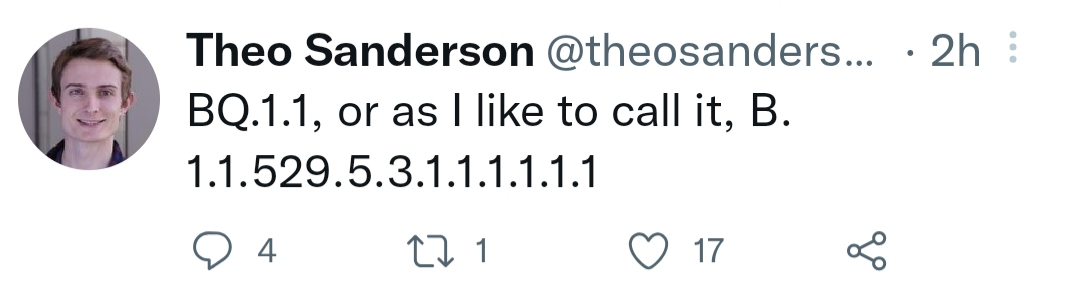 Theo Sanderson @theosanders... · 2h
BQ.1.1, or as I like to call it, B.
1.1.529.5.3.1.1.1.1.1.1
4 1 17